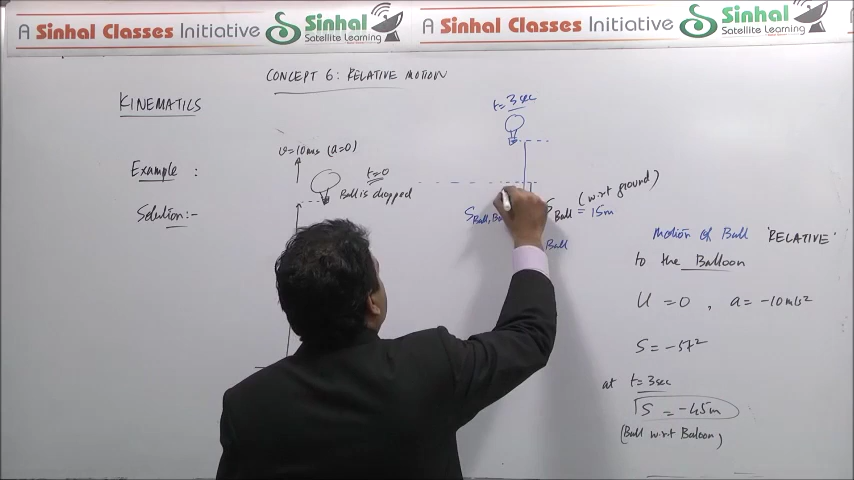 A Sinhal Classes Initiative Sinhal Satellite Learning
A Sinhal Classes Initiative Sinhal Satellite Learning
CONCEPT 6: RELATIVE MOTION
KINEMATICS
Example :
Solution:-
v=10m/s (a=0)
t=0
Ball is dropped
t=3sec
S Ball (w.r.t ground)
= 15m
S Ball,
Ball
Motion of Ball 'RELATIVE'
to the Balloon
U = 0 , a = -10m/s²
S = -5t²
at t=3sec
S = -45m
(Ball w.r.t Baloon)